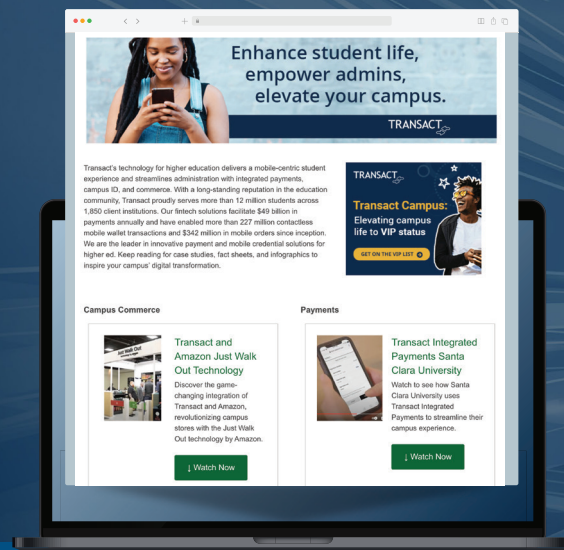 Enhance student life,
empower admins,
elevate your campus.
TRANSACT
Transact's technology for higher education delivers a mobile-centric student
experience and streamlines administration with integrated payments,
campus ID, and commerce. With a long-standing reputation in the education
community, Transact proudly serves more than 12 million students across
1,850 client institutions. Our fintech solutions facilitate $49 billion in
payments annually and have enabled more than 227 million contactless
mobile wallet transactions and $342 million in mobile orders since inception.
We are the leader in innovative payment and mobile credential solutions for
higher ed. Keep reading for case studies, fact sheets, and infographics to
inspire your campus' digital transformation.
TRANSACT
Transact Campus:
Elevating campus
life to VIP status
GET ON THE VIP LIST
Campus Commerce
Just Walk Out
Transact and
Amazon Just Walk
Out Technology
Discover the game-
changing integration of
Transact and Amazon,
revolutionizing campus
stores with the Just Walk
Out technology by Amazon.
↓ Watch Now
Payments
Transact Integrated
Payments Santa
Clara University
Watch to see how Santa
Clara University uses
Transact Integrated
Payments to streamline their
campus experience.
↓ Watch Now